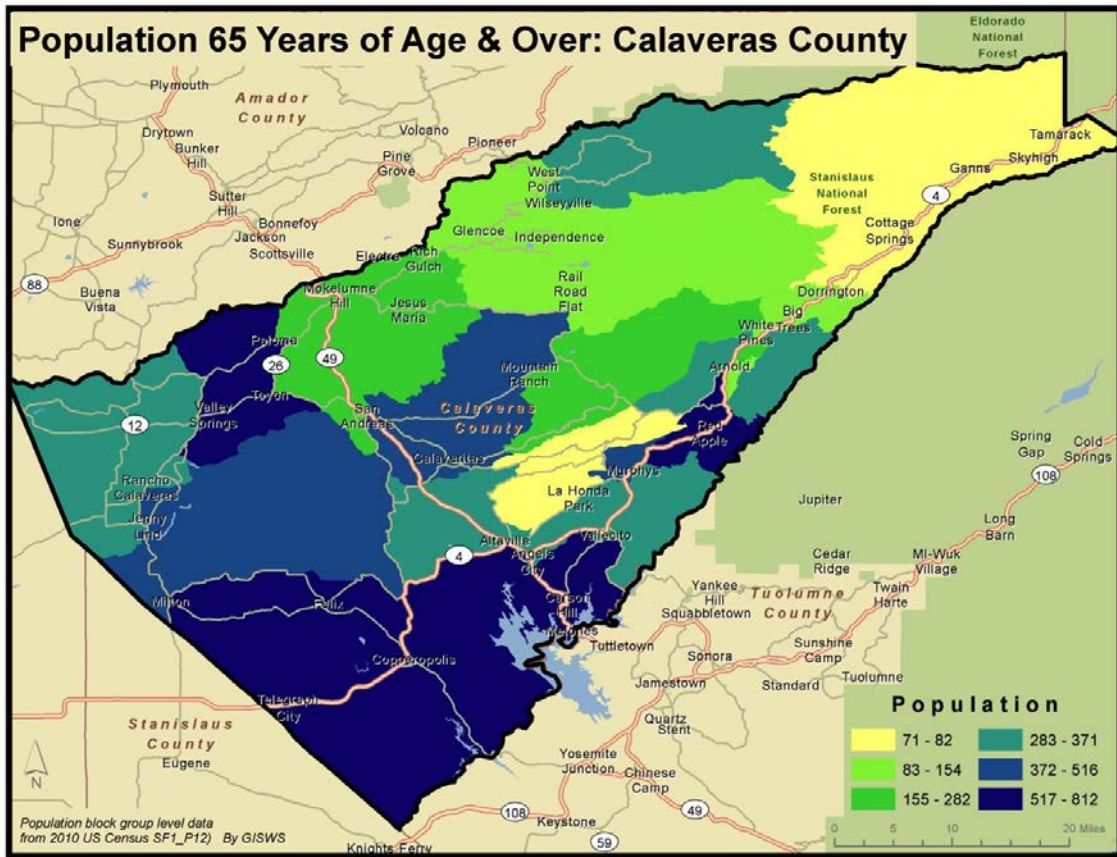 Population 65 Years of Age & Over: Calaveras County
Eldorado
National
Forest
Plymouth
Amador
County
Drytown
Bunker
Hill
Volcano
Pioneer
Pine
Grove
Tamarack
Skyhigh
Ganns
West
Point
Wilseyville
Stanislaus
National
Forest
4
Sutter
Hill
Ione
Bonnefoy
Jackson
Scottsville
Sunnybrook
Glencoe
Independence
Cottage
Springs
Electra
Rich
Gulch
88
Buena
Vista
Mokelumne
Hill
Jesus
Maria
Rail
Road
Flat
Dorrington
Big
Trees
White
Pines
Paloma
26
49
Mountain
Ranch
Arnold
Toyon
Valley
Springs
12
San
Andreas
Calaveras
County
Red
Apple
Calaveritas
Murphys
Rancho
Calaveras
Jenny
Lind
La Honda
Park
Spring
Gap
Cold
Springs
108
Jupiter
Long
Barn
Altaville
Angels
City
Vallecito
4
Cedar
Ridge
MI-Wuk
Village
Twain
Harte
Milton
Felix
Carson
Hill
Melones
Yankee
Hill
Squabbletown
Tuolumne
County
Tuttletown
Sonora
Sunshine
Camp
Copperopolis
Jamestown
Standard
Tuolumne
Telegraph
City
Quartz
Stent
Stanislaus
County
Eugene
Yosemite
Junction
Chinese
Camp
108
Keystone
49
59
Knights Ferry
Population
71 - 82
283 - 371
83 - 154
372 - 516
155 - 282
517 - 812
0 5 10 20 Miles
N
Population block group level data
from 2010 US Census SF1_P12) By GISWS